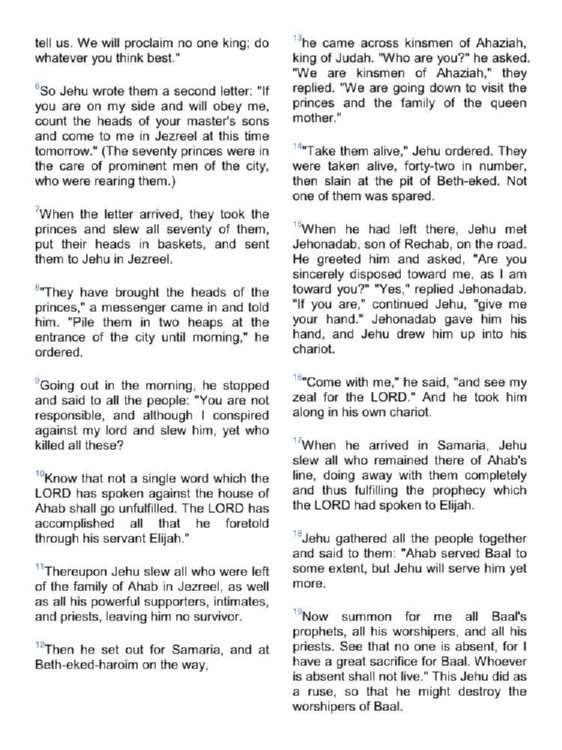 tell us. We will proclaim no one king; do
whatever you think best."
6So Jehu wrote them a second letter: "If
you are on my side and will obey me,
count the heads of your master's sons
and come to me in Jezreel at this time
tomorrow." (The seventy princes were in
the care of prominent men of the city,
who were rearing them.)
7When the letter arrived, they took the
princes and slew all seventy of them,
put their heads in baskets, and sent
them to Jehu in Jezreel.
8"They have brought the heads of the
princes," a messenger came in and told
him. "Pile them in two heaps at the
entrance of the city until morning," he
ordered.
9Going out in the morning, he stopped
and said to all the people: "You are not
responsible, and although I conspired
against my lord and slew him, yet who
killed all these?
10Know that not a single word which the
LORD has spoken against the house of
Ahab shall go unfulfilled. The LORD has
accomplished all that he foretold
through his servant Elijah."
11Thereupon Jehu slew all who were left
of the family of Ahab in Jezreel, as well
as all his powerful supporters, intimates,
and priests, leaving him no survivor.
12Then he set out for Samaria, and at
Beth-eked-haroim on the way,
13he came across kinsmen of Ahaziah,
king of Judah. "Who are you?" he asked.
"We are kinsmen of Ahaziah," they
replied. "We are going down to visit the
princes and the family of the queen
mother."
14"Take them alive," Jehu ordered. They
were taken alive, forty-two in number,
then slain at the pit of Beth-eked. Not
one of them was spared.
15When he had left there, Jehu met
Jehonadab, son of Rechab, on the road.
He greeted him and asked, "Are you
sincerely disposed toward me, as I am
toward you?" "Yes," replied Jehonadab.
"If you are," continued Jehu, "give me
your hand." Jehonadab gave him his
hand, and Jehu drew him up into his
chariot.
16"Come with me," he said, "and see my
zeal for the LORD." And he took him
along in his own chariot.
17When he arrived in Samaria, Jehu
slew all who remained there of Ahab's
line, doing away with them completely
and thus fulfilling the prophecy which
the LORD had spoken to Elijah.
18Jehu gathered all the people together
and said to them: "Ahab served Baal to
some extent, but Jehu will serve him yet
more.
19Now summon for me all Baal's
prophets, all his worshipers, and all his
priests. See that no one is absent, for I
have a great sacrifice for Baal. Whoever
is absent shall not live." This Jehu did as
a ruse, so that he might destroy the
worshipers of Baal.